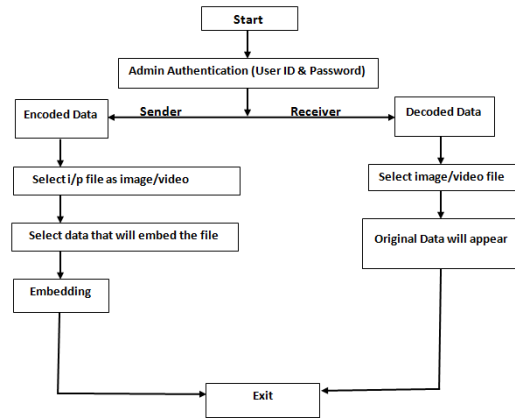 Start
Admin Authentication (User ID & Password)
Encoded Data
Sender
Receiver
Decoded Data
Select i/p file as image/video
Select image/video file
Select data that will embed the file
Original Data will appear
Embedding
Exit